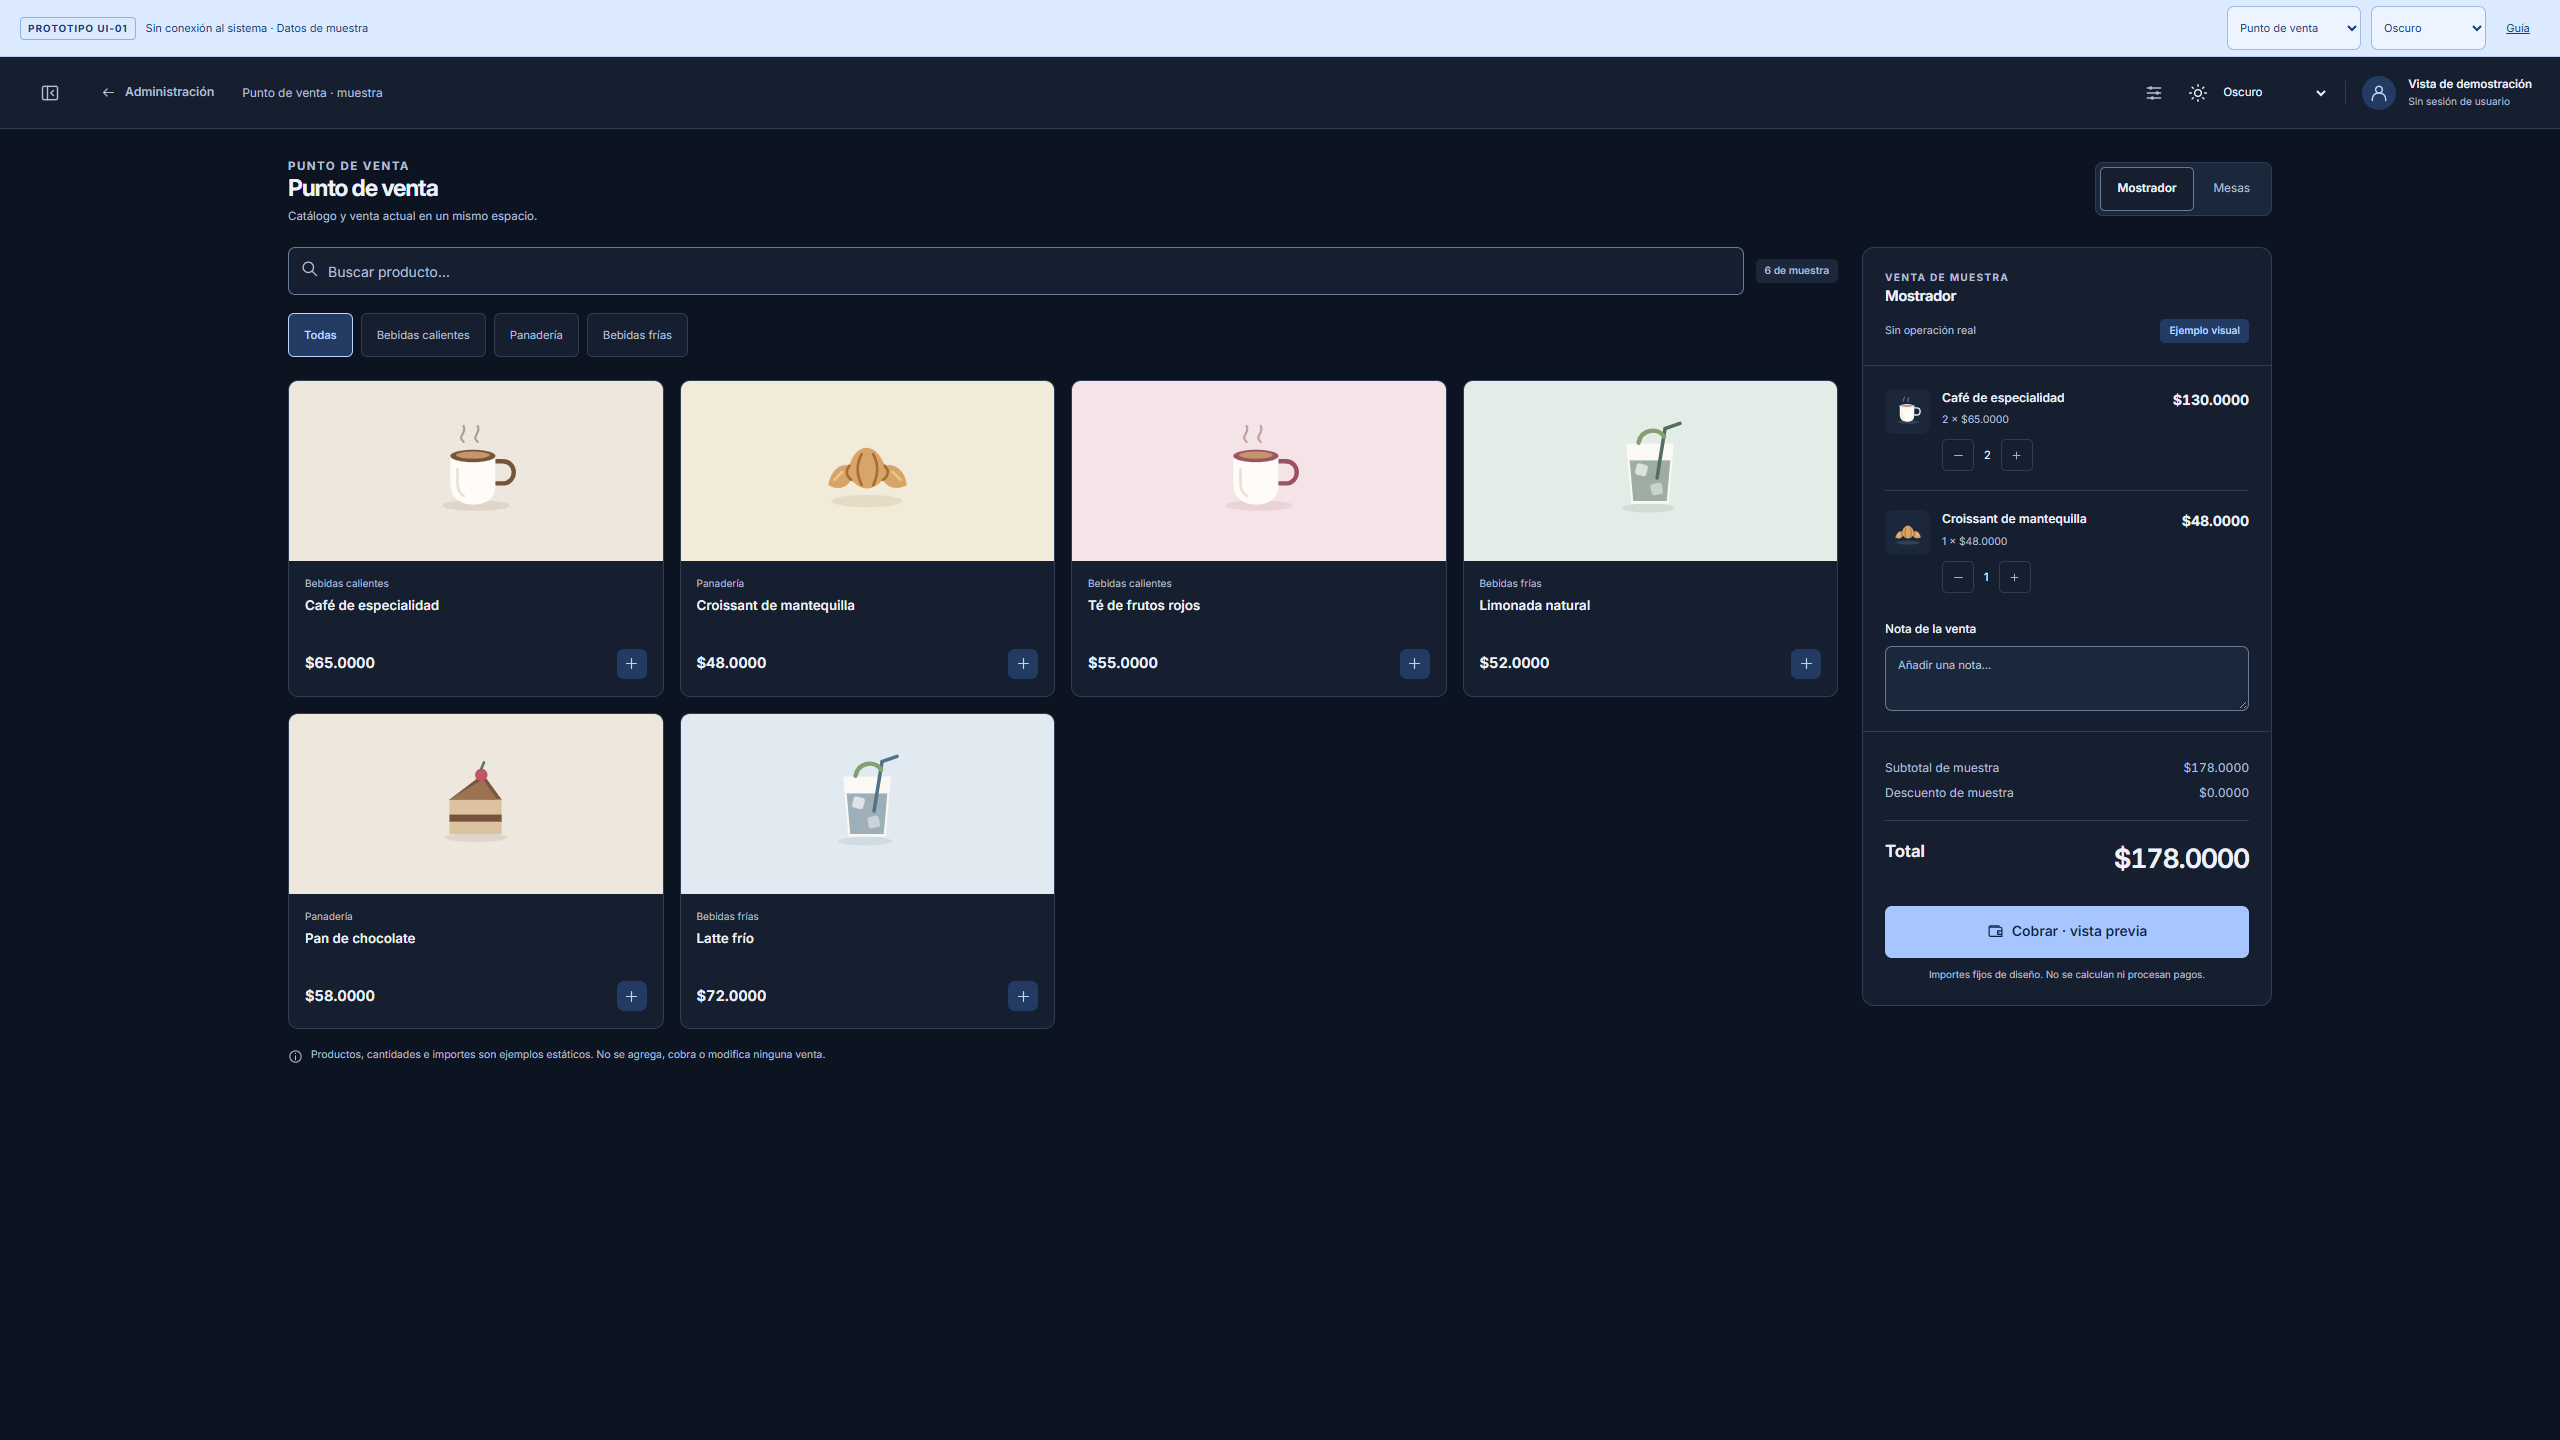 PROTOTIPO UI-01
Sin conexión al sistema · Datos de muestra
Punto de venta
Oscuro
Guía
Administración
Punto de venta · muestra
Oscuro
Vista de demostración
Sin sesión de usuario
PUNTO DE VENTA
Punto de venta
Catálogo y venta actual en un mismo espacio.
Mostrador
Mesas
Buscar producto...
6 de muestra
Todas
Bebidas calientes
Panadería
Bebidas frías
Bebidas calientes
Café de especialidad
$65.0000
Panadería
Croissant de mantequilla
$48.0000
Bebidas calientes
Té de frutos rojos
$55.0000
Bebidas frías
Limonada natural
$52.0000
Panadería
Pan de chocolate
$58.0000
Bebidas frías
Latte frío
$72.0000
Productos, cantidades e importes son ejemplos estáticos. No se agrega, cobra o modifica ninguna venta.
VENTA DE MUESTRA
Mostrador
Sin operación real
Ejemplo visual
Café de especialidad
$130.0000
2 × $65.0000
− 2 +
Croissant de mantequilla
$48.0000
1 × $48.0000
− 1 +
Nota de la venta
Añadir una nota...
Subtotal de muestra
$178.0000
Descuento de muestra
$0.0000
Total
$178.0000
Cobrar · vista previa
Importes fijos de diseño. No se calculan ni procesan pagos.